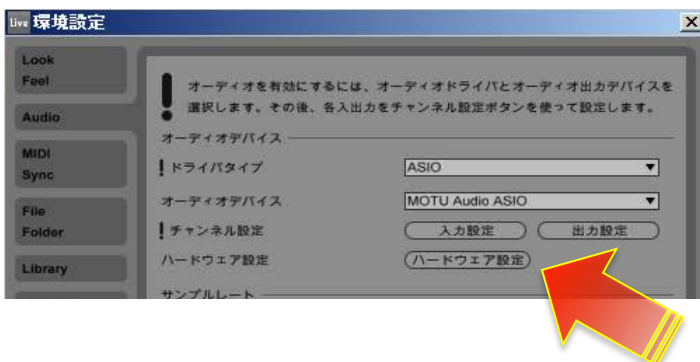 Live 環境設定
Look
Feel
Audio
MIDI
Sync
File
Folder
Library
! オーディオを有効にするには、オーディオドライバとオーディオ出力デバイスを
選択します。その後、各入出力をチャンネル設定ボタンを使って設定します。
オーディオデバイス
! ドライバタイプ ASIO
オーディオデバイス MOTU Audio ASIO
! チャンネル設定 入力設定 出力設定
ハードウェア設定 ハードウェア設定
サンプルレート